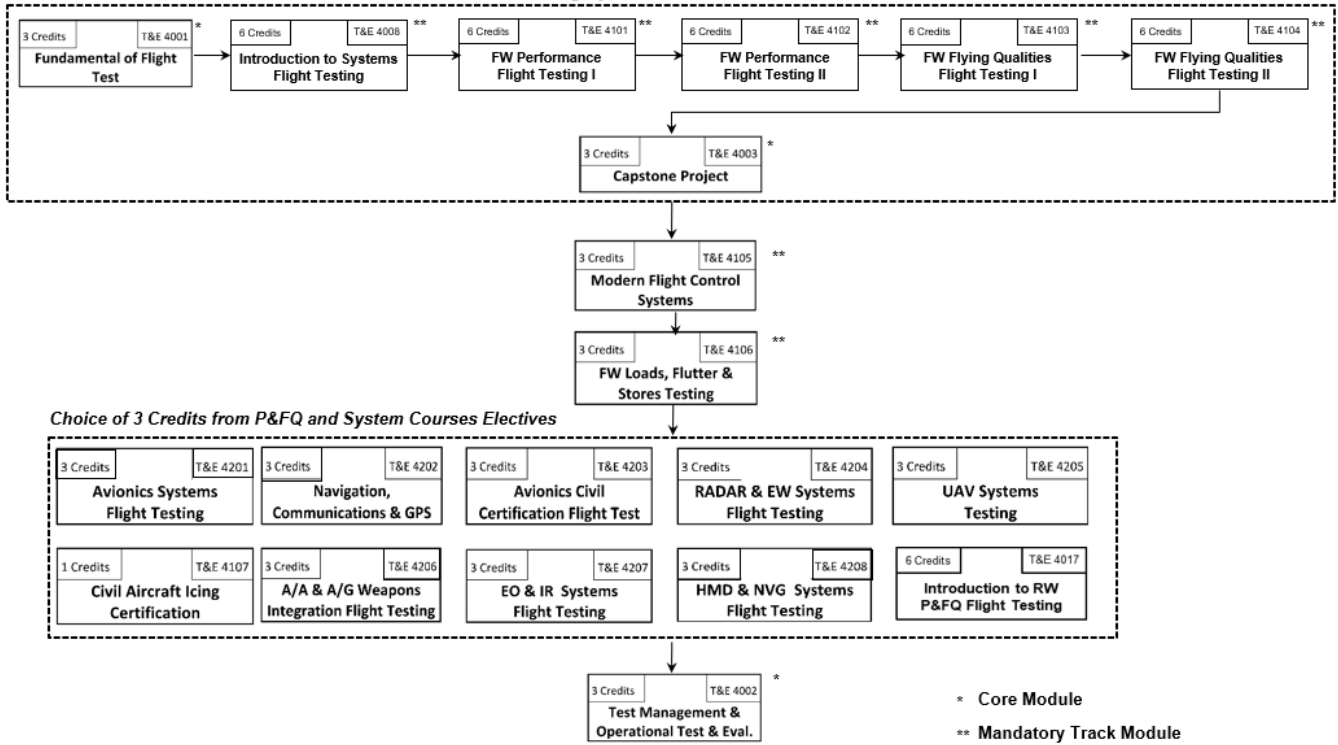 3 Credits T&E 4001 *
Fundamental of Flight
Test
6 Credits T&E 4008 **
Introduction to Systems
Flight Testing
6 Credits T&E 4101 **
FW Performance
Flight Testing I
6 Credits T&E 4102 **
FW Performance
Flight Testing II
6 Credits T&E 4103 **
FW Flying Qualities
Flight Testing I
6 Credits T&E 4104 **
FW Flying Qualities
Flight Testing II
3 Credits T&E 4003 *
Capstone Project
3 Credits T&E 4105 **
Modern Flight Control
Systems
3 Credits T&E 4106 **
FW Loads, Flutter &
Stores Testing
Choice of 3 Credits from P&FQ and System Courses Electives
3 Credits T&E 4201
Avionics Systems
Flight Testing
3 Credits T&E 4202
Navigation,
Communications & GPS
3 Credits T&E 4203
Avionics Civil
Certification Flight Test
3 Credits T&E 4204
RADAR & EW Systems
Flight Testing
3 Credits T&E 4205
UAV Systems
Testing
1 Credits T&E 4107
Civil Aircraft Icing
Certification
3 Credits T&E 4206
A/A & A/G Weapons
Integration Flight Testing
3 Credits T&E 4207
EO & IR Systems
Flight Testing
3 Credits T&E 4208
HMD & NVG Systems
Flight Testing
6 Credits T&E 4017
Introduction to RW
P&FQ Flight Testing
3 Credits T&E 4002 *
Test Management &
Operational Test & Eval.
* Core Module
** Mandatory Track Module